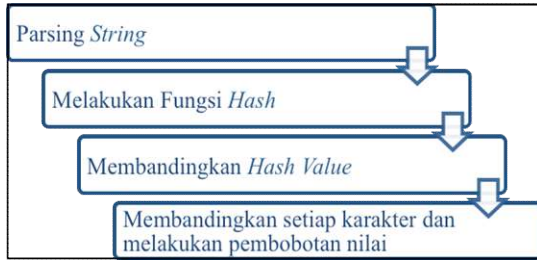 Parsing String
Melakukan Fungsi Hash
Membandingkan Hash Value
Membandingkan setiap karakter dan
melakukan pembobotan nilai